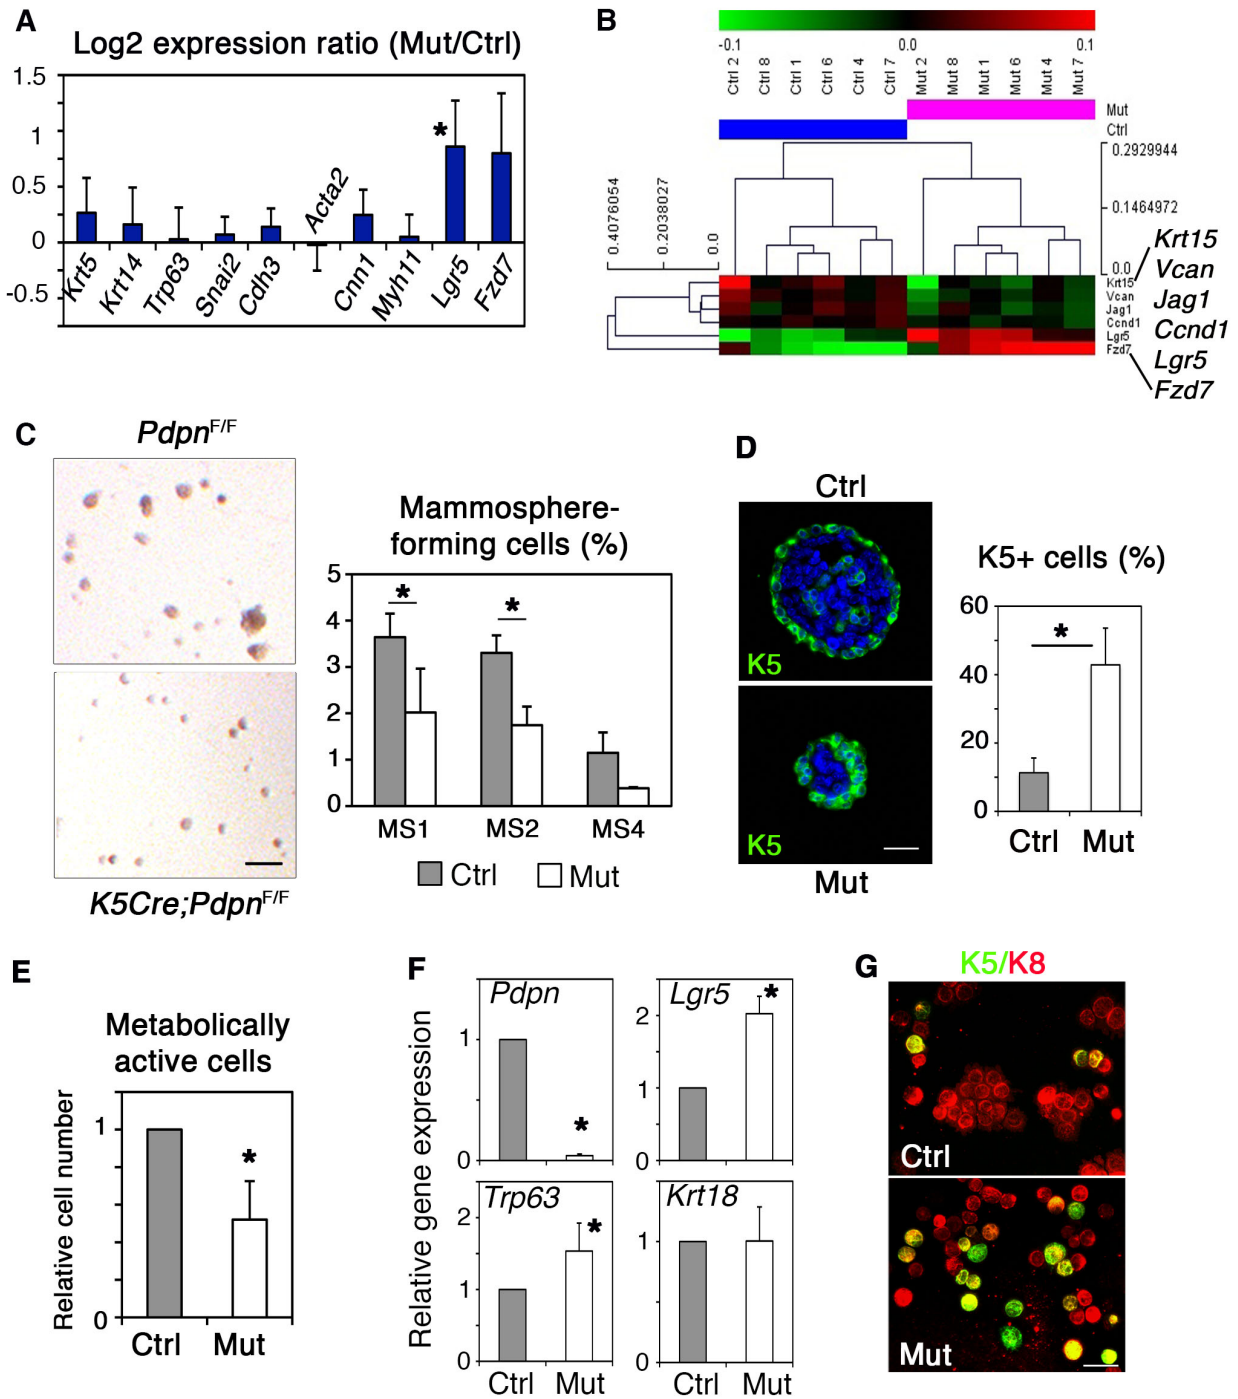 A
Log2 expression ratio (Mut/Ctrl)
1.5
1
0.5
0
-0.5
*
Krt5
Krt14
Trp63
Snai2
Cdh3
Acta2
Cnn1
Myh11
Lgr5
Fzd7
B
-0.1
0.0
0.1
Ctrl 2
Ctrl 8
Ctrl 1
Ctrl 6
Ctrl 4
Ctrl 7
Mut 2
Mut 8
Mut 1
Mut 6
Mut 4
Mut 7
Mut
Ctrl
0.2929944
0.1464972
0.0
0.4076054
0.2038027
0.0
Krt15
Vcan
Jag1
Ccnd1
Lgr5
Fzd7
Krt15
Vcan
Jag1
Ccnd1
Lgr5
Fzd7
C
PdpnF/F
K5Cre;PdpnF/F
Mammosphere-
forming cells (%)
5
4
3
2
1
0
*
*
MS1
MS2
MS4
Ctrl
Mut
D
Ctrl
K5
K5
Mut
K5+ cells (%)
60
40
20
0
*
Ctrl
Mut
E
Metabolically
active cells
Relative cell number
1
0
*
Ctrl
Mut
F
Relative gene expression
Pdpn
1
0
*
Lgr5
2
1
0
*
Trp63
2
1
0
*
Krt18
1
0
Ctrl
Mut
Ctrl
Mut
G
K5/K8
Ctrl
Mut